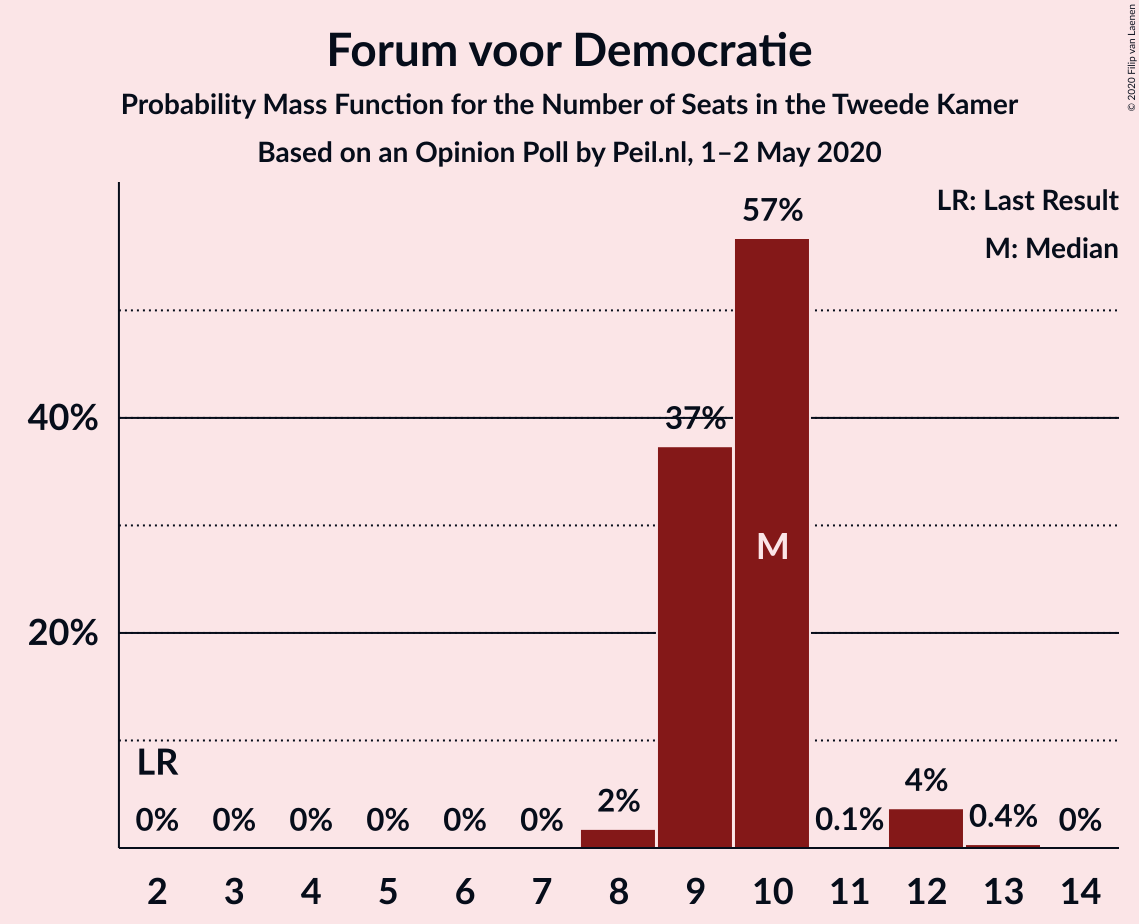 Forum voor Democratie
Probability Mass Function for the Number of Seats in the Tweede Kamer
Based on an Opinion Poll by Peil.nl, 1–2 May 2020
© 2020 Filip van Laenen
LR: Last Result
M: Median
57%
40%
37%
M
20%
LR
0% 0% 0% 0% 0% 0% 2% 0.1% 4% 0.4% 0%
2 3 4 5 6 7 8 9 10 11 12 13 14